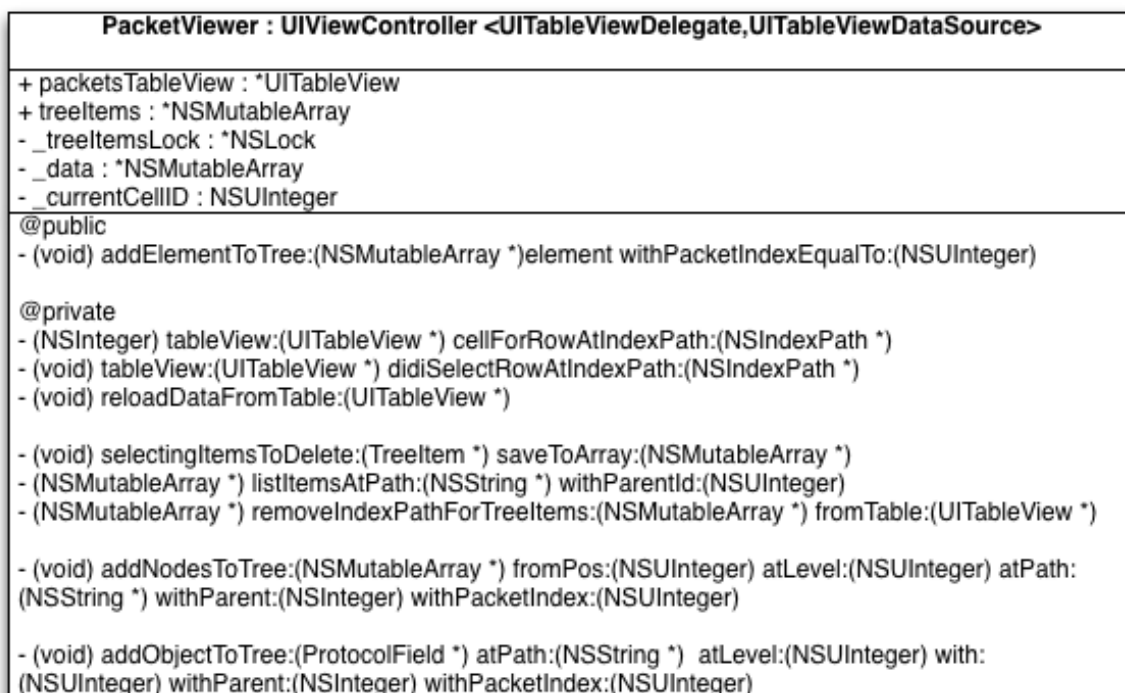 PacketViewer : UIViewController <UITableViewDelegate,UITableViewDataSource>
+ packetsTableView : *UITableView
+ treeItems : *NSMutableArray
- _treeItemsLock : *NSLock
- _data : *NSMutableArray
- _currentCellID : NSUInteger
@public
- (void) addElementToTree:(NSMutableArray *)element withPacketIndexEqualTo:(NSUInteger)
@private
- (NSInteger) tableView:(UITableView *) cellForRowAtIndexPath:(NSIndexPath *)
- (void) tableView:(UITableView *) didiSelectRowAtIndexPath:(NSIndexPath *)
- (void) reloadDataFromTable:(UITableView *)
- (void) selectingItemsToDelete:(TreeItem *) saveToArray:(NSMutableArray *)
- (NSMutableArray *) listItemsAtPath:(NSString *) withParentId:(NSUInteger)
- (NSMutableArray *) removeIndexPathForTreeItems:(NSMutableArray *) fromTable:(UITableView *)
- (void) addNodesToTree:(NSMutableArray *) fromPos:(NSUInteger) atLevel:(NSUInteger) atPath:
(NSString *) withParent:(NSInteger) withPacketIndex:(NSUInteger)
- (void) addObjectToTree:(ProtocolField *) atPath:(NSString *)  atLevel:(NSUInteger) with:
(NSUInteger) withParent:(NSInteger) withPacketIndex:(NSUInteger)